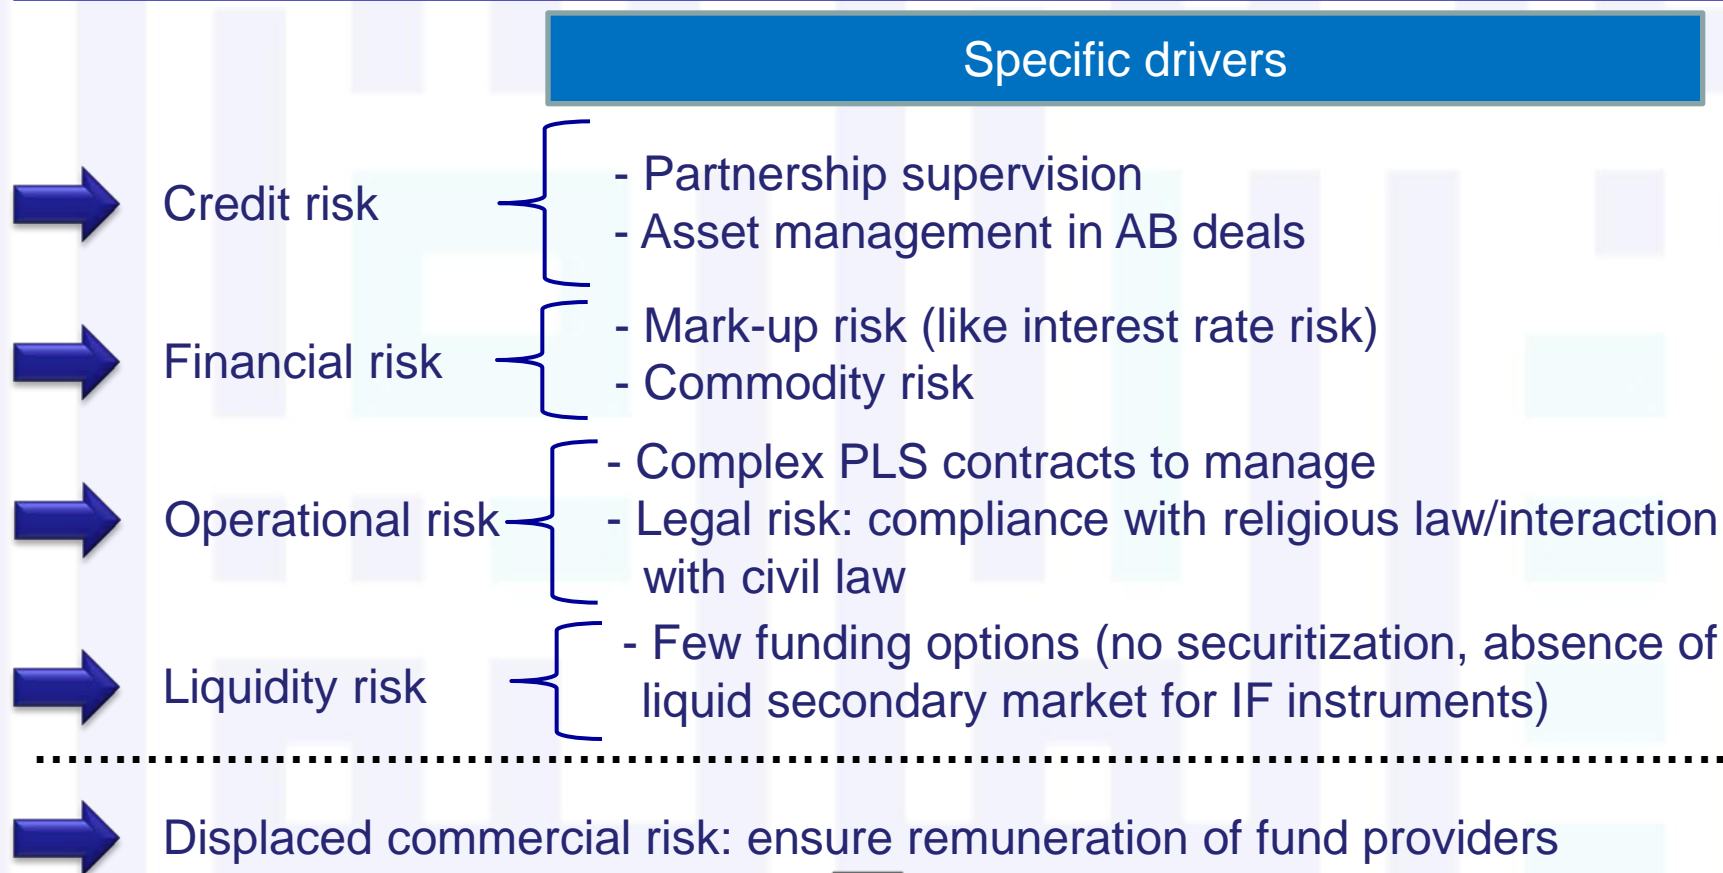 Specific drivers
Credit risk
- Partnership supervision
- Asset management in AB deals
Financial risk
- Mark-up risk (like interest rate risk)
- Commodity risk
Operational risk
- Complex PLS contracts to manage
- Legal risk: compliance with religious law/interaction
with civil law
Liquidity risk
- Few funding options (no securitization, absence of
liquid secondary market for IF instruments)
Displaced commercial risk: ensure remuneration of fund providers